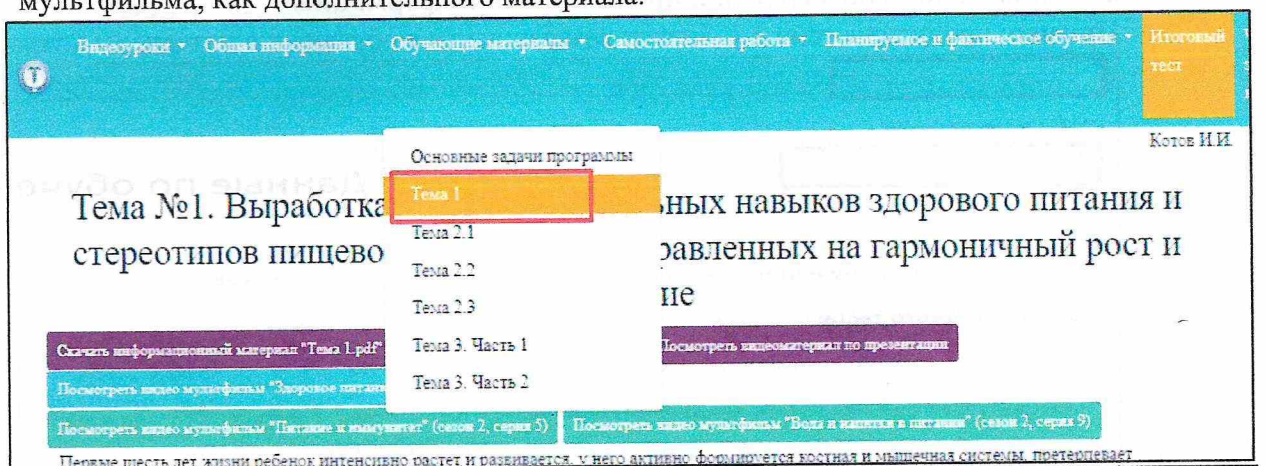 мультфильма, как дополнительного материала.
Видеоуроки Общая информация Обучающие материалы Самостоятельная работа Планируемое и фактическое обучение Итоговый
тест
Котов И.И.
Основные задачи программы
Тема 1
Тема 2.1
Тема 2.2
Тема 2.3
Тема 3. Часть 1
Тема 3. Часть 2
Тема №1. Выработка ьных навыков здорового питания и
стереотипов пищево равленных на гармоничный рост и
ие
Скачать информационный материал "Тема 1.pdf" Посмотреть видеоматериал по презентации
Посмотреть видео мультфильм "Здоровое питани
Посмотреть видео мультфильм "Питание и иммунитет" (сезон 2, серия 5) Посмотреть видео мультфильм "Вода и напитки в питании" (сезон 2, серия 9)
Первые шесть лет жизни ребенок интенсивно растет и развивается, у него активно формируется костная и мышечная системы, претерпевает